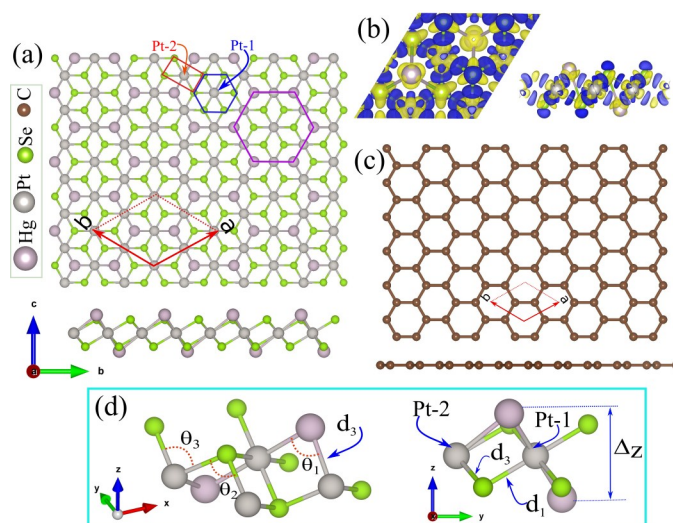 (a)
Pt-2
Pt-1
C
Se
Pt
Hg
b
a
c
a
b
(b)
(c)
b
a
(d)
θ₃
θ₂
θ₁
d₃
z
y
x
Pt-2
Pt-1
d₃
d₁
Δz
z
y